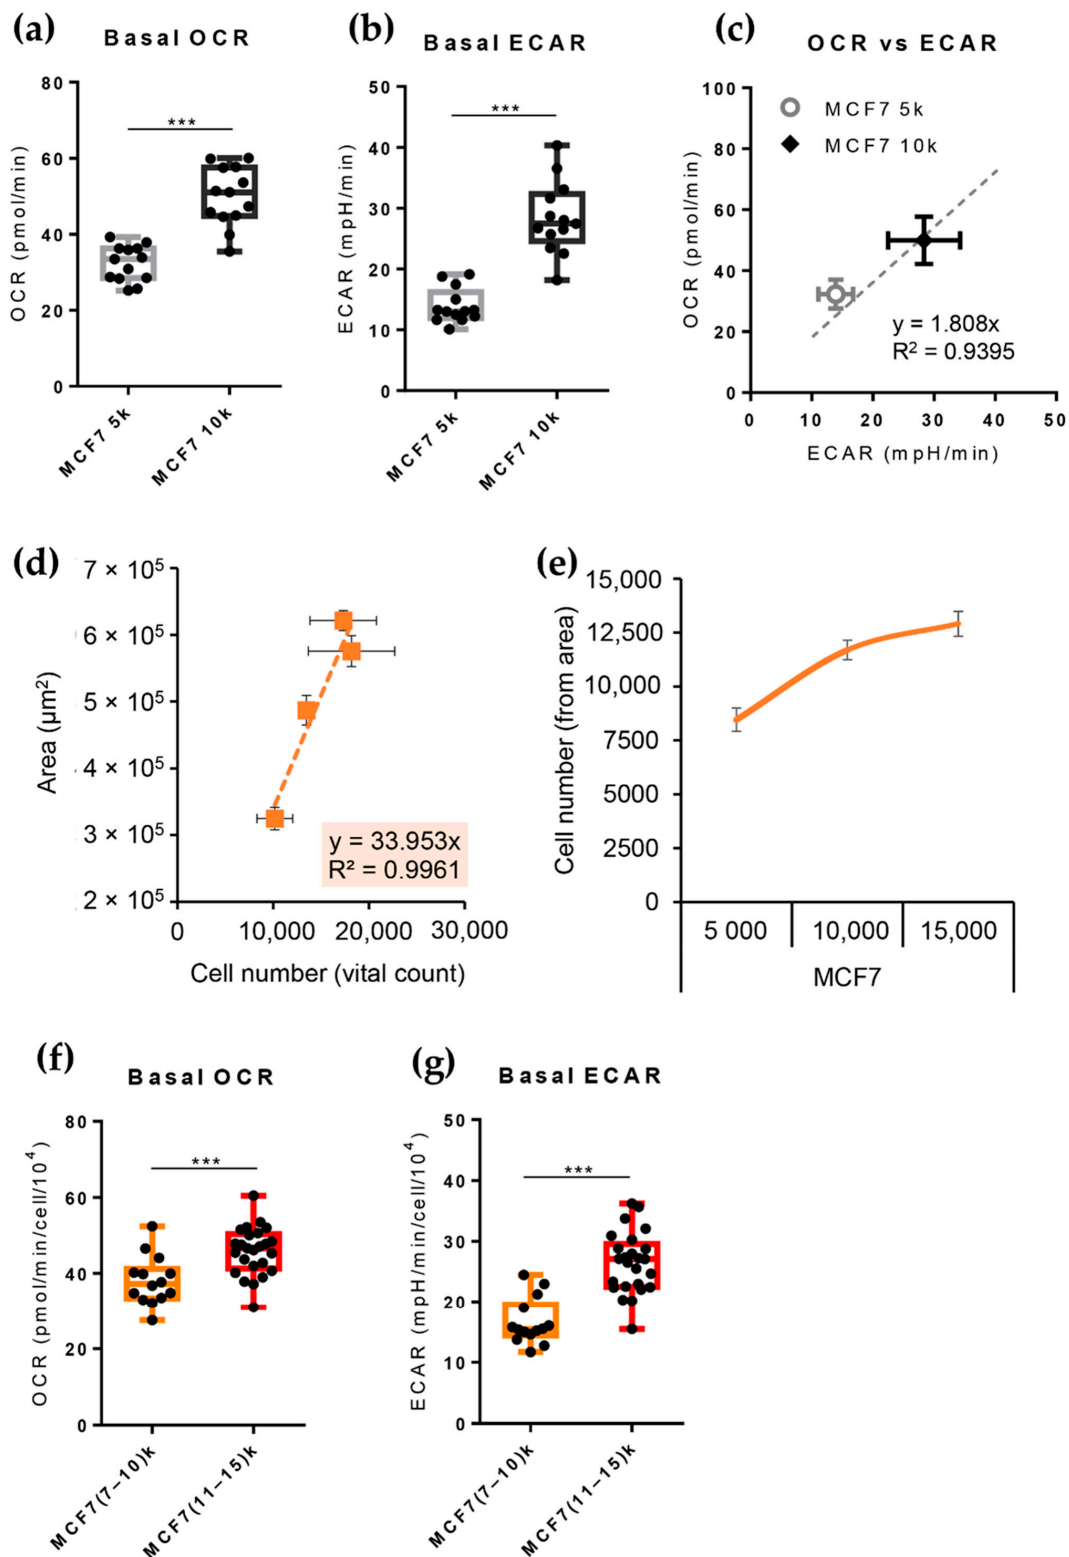 (a)
Basal OCR
80
60
40
20
0
OCR (pmol/min)
***
MCF7 5k
MCF7 10k
(b)
Basal ECAR
50
40
30
20
10
0
ECAR (mpH/min)
***
MCF7 5k
MCF7 10k
(c)
OCR vs ECAR
100
80
60
40
20
0
OCR (pmol/min)
MCF7 5k
MCF7 10k
y = 1.808x
R² = 0.9395
0 10 20 30 40 50
ECAR (mpH/min)
(d)
7 × 10⁵
6 × 10⁵
5 × 10⁵
4 × 10⁵
3 × 10⁵
2 × 10⁵
Area (µm²)
y = 33.953x
R² = 0.9961
0 10,000 20,000 30,000
Cell number (vital count)
(e)
15,000
12,500
10,000
7500
5000
2500
0
Cell number (from area)
5 000 10,000 15,000
MCF7
(f)
Basal OCR
80
60
40
20
0
OCR (pmol/min/cell/10⁴)
***
MCF7(7–10)k
MCF7(11–15)k
(g)
Basal ECAR
50
40
30
20
10
0
ECAR (mpH/min/cell/10⁴)
***
MCF7(7–10)k
MCF7(11–15)k